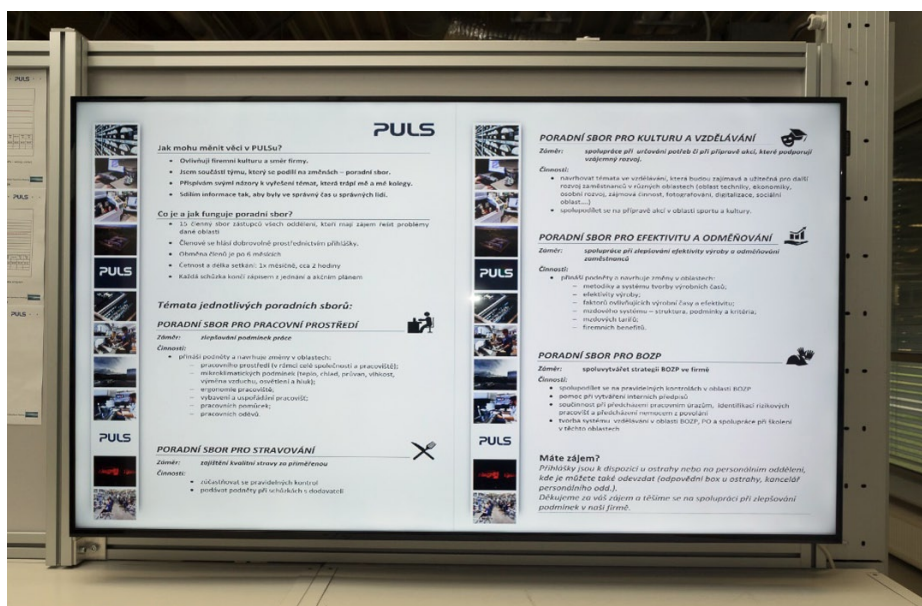 PULS
Jak mohu měnit věci v PULSu?
• Ovlivňuji firemní kulturu a směr firmy.
• Jsem součástí týmu, který se podílí na změnách – poradní sbor.
• Přispívám svými názory k vyřešení témat, která trápí mě a mé kolegy.
• Sdílím informace tak, aby byly ve správný čas u správných lidí.
Co je a jak funguje poradní sbor?
• 15 členný sbor zástupců všech oddělení, kteří mají zájem řešit problémy
dané oblasti
• Členové se hlásí dobrovolně prostřednictvím přihlášky.
• Obměna členů je po 6 měsících
• Četnost a délka setkání: 1x měsíčně, cca 2 hodiny
• Každá schůzka končí zápisem z jednání a akčním plánem
Témata jednotlivých poradních sborů:
PORADNÍ SBOR PRO PRACOVNÍ PROSTŘEDÍ
Záměr: zlepšování podmínek práce
Činnosti:
• přináší podněty a navrhuje změny v oblastech:
– pracovního prostředí (v rámci celé společnosti a pracoviště);
– mikroklimatických podmínek (teplo, chlad, průvan, vlhkost,
výměna vzduchu, osvětlení a hluk);
– ergonomie pracoviště;
– vybavení a uspořádání pracovišť;
– pracovních pomůcek;
– pracovních oděvů.
PORADNÍ SBOR PRO STRAVOVÁNÍ
Záměr: zajištění kvalitní stravy za přiměřenou
Činnosti:
• zúčastňovat se pravidelných kontrol
• podávat podněty při schůzkách s dodavateli
PULS
PULS
PORADNÍ SBOR PRO KULTURU A VZDĚLÁVÁNÍ
Záměr: spolupráce při určování potřeb či při přípravě akcí, které podporují
vzájemný rozvoj.
Činnosti:
• navrhovat témata ve vzdělávání, která budou zajímavá a užitečná pro další
rozvoj zaměstnanců v různých oblastech (oblast techniky, ekonomiky,
osobní rozvoj, zájmová činnost, fotografování, digitalizace, sociální
oblast....)
• spolupodílet se na přípravě akcí v oblasti sportu a kultury.
PORADNÍ SBOR PRO EFEKTIVITU A ODMĚŇOVÁNÍ
Záměr: spolupráce při zlepšování efektivity výroby a odměňování
zaměstnanců
Činnosti:
• přináší podněty a navrhuje změny v oblastech:
– metodiky a systému tvorby výrobních časů;
– efektivity výroby;
– faktorů ovlivňujících výrobní časy a efektivitu;
– mzdového systému – struktura, podmínky a kritéria;
– mzdových tarifů;
– firemních benefitů.
PORADNÍ SBOR PRO BOZP
Záměr: spoluvytvářet strategii BOZP ve firmě
Činnosti:
• spolupodílet se na pravidelných kontrolách v oblasti BOZP
• pomoc při vytváření interních předpisů
• součinnost při předcházení pracovním úrazům, identifikaci rizikových
pracovišť a předcházení nemocem z povolání
• tvorba systému vzdělávání v oblasti BOZP, PO a spolupráce při školení
v těchto oblastech
Máte zájem?
Přihlášky jsou k dispozici u ostrahy nebo na personálním oddělení,
kde je můžete také odevzdat (odpovědní box u ostrahy, kancelář
personálního odd.).
Děkujeme za váš zájem a těšíme se na spolupráci při zlepšování
podmínek v naší firmě.
PULS
PULS
PULS
PULS
PULS